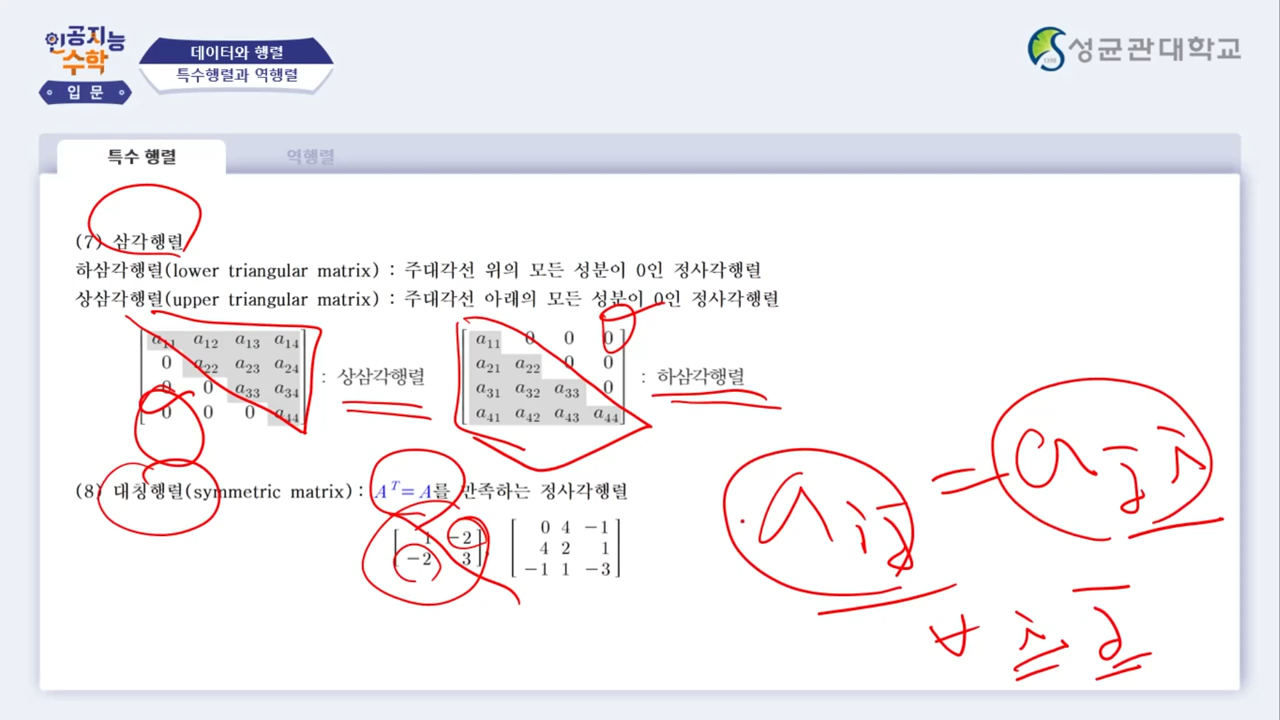 인공지능
수학
입문
데이터와 행렬
특수행렬과 역행렬
성균관대학교
특수 행렬
역행렬
(7) 삼각행렬
하삼각행렬(lower triangular matrix) : 주대각선 위의 모든 성분이 0인 정사각행렬
상삼각행렬(upper triangular matrix) : 주대각선 아래의 모든 성분이 0인 정사각행렬
a11 a12 a13 a14
0 a22 a23 a24
0 0 a33 a34
0 0 0 a44
: 상삼각행렬
a11 0 0 0
a21 a22 0 0
a31 a32 a33 0
a41 a42 a43 a44
: 하삼각행렬
(8) 대칭행렬(symmetric matrix) : A^T = A를 만족하는 정사각행렬
1 −2
−2 3
0 4 −1
4 2 1
−1 1 −3
a ij = a ji
∀ i, j